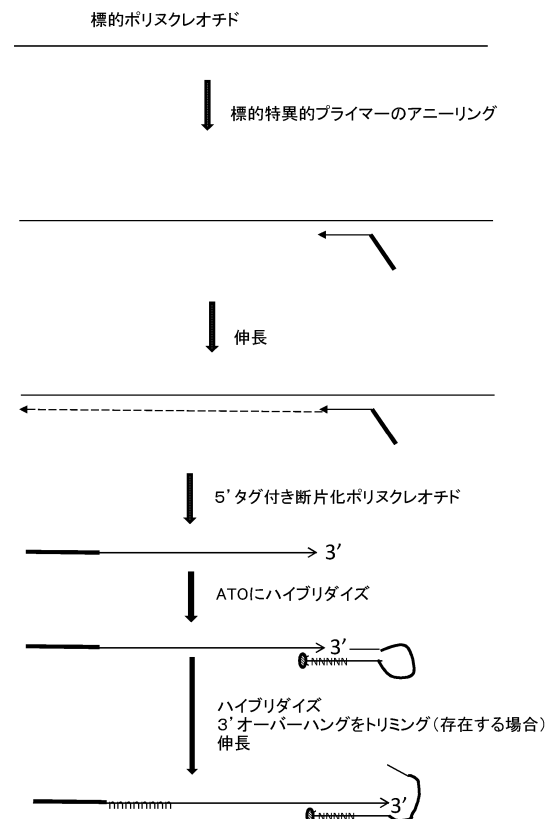 標的ポリヌクレオチド
標的特異的プライマーのアニーリング
伸長
5’タグ付き断片化ポリヌクレオチド
3’
ATOにハイブリダイズ
3’
NNNNN
ハイブリダイズ
3’オーバーハングをトリミング(存在する場合)
伸長
nnnnnnnn
3’
NNNNN